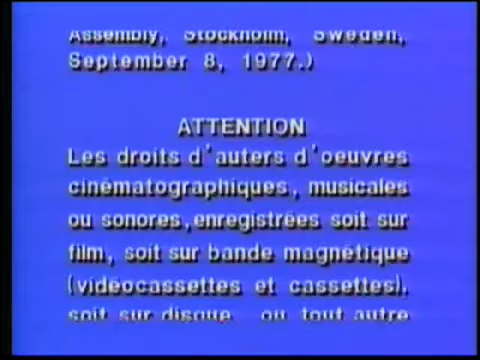 Assembly, Stockholm, Sweden,
September 8, 1977.)
ATTENTION
Les droits d'auters d'oeuvres
cinématographiques, musicales
ou sonores, enregistrées soit sur
film, soit sur bande magnétique
(vidéocassettes et cassettes).
soit sur disque ou tout autre